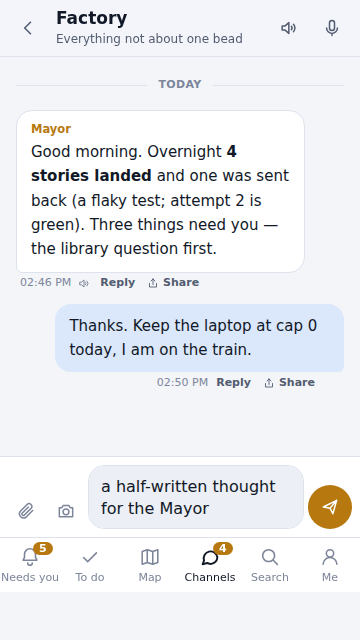 Factory
Everything not about one bead
TODAY
Mayor
Good morning. Overnight 4
stories landed and one was sent
back (a flaky test; attempt 2 is
green). Three things need you —
the library question first.
02:46 PM Reply Share
Thanks. Keep the laptop at cap 0
today, I am on the train.
02:50 PM Reply Share
a half-written thought
for the Mayor
5 4
Needs you To do Map Channels Search Me